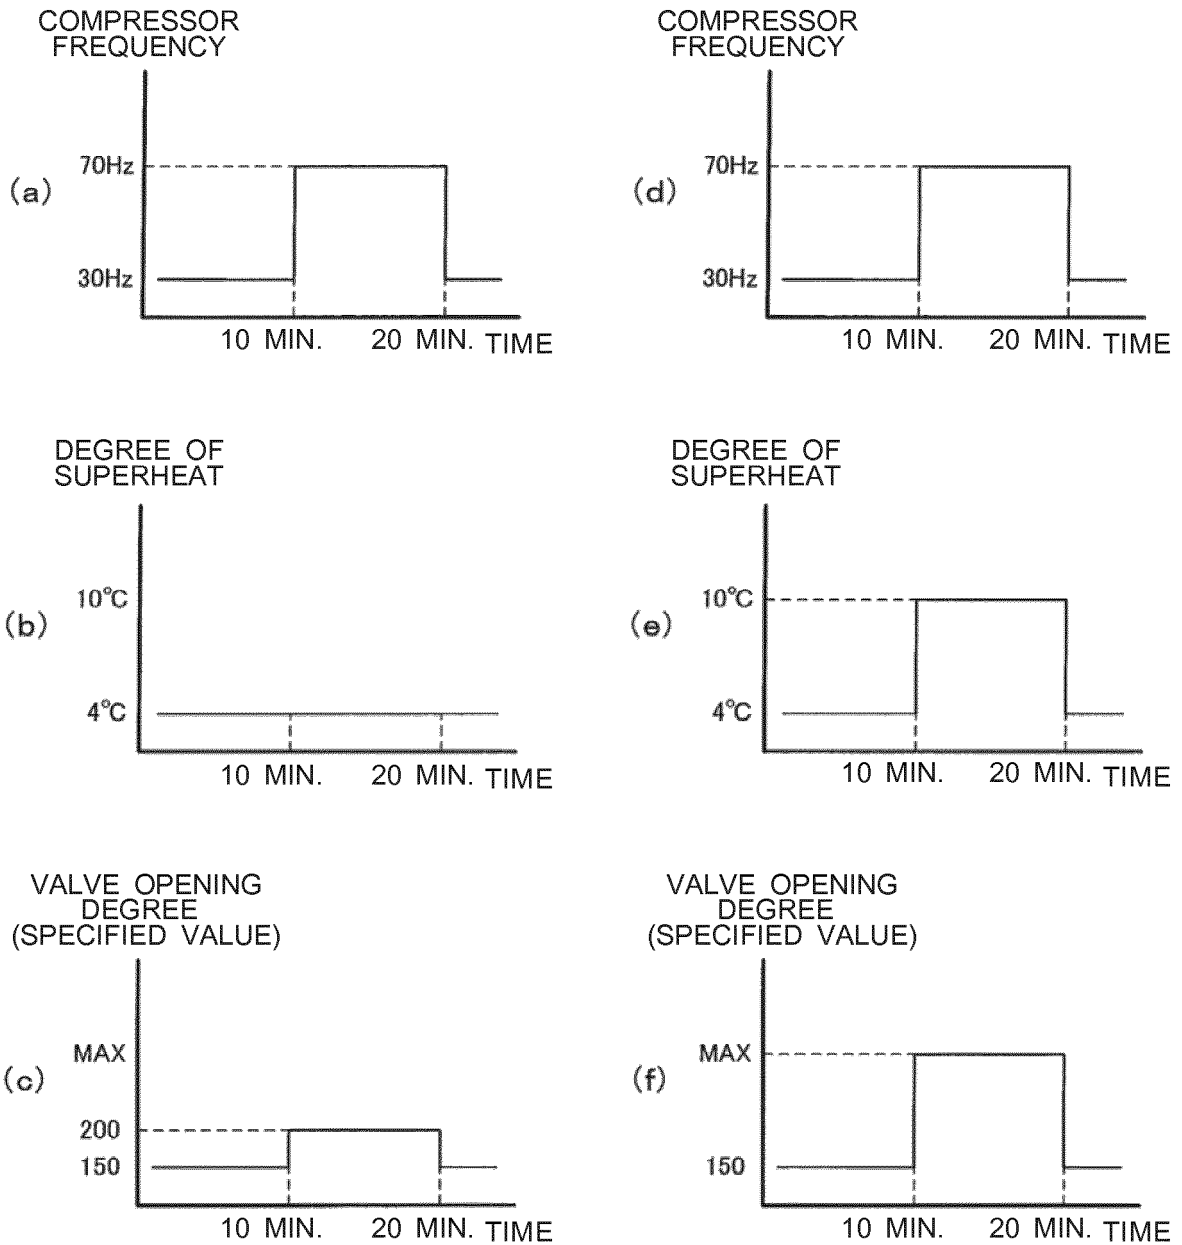 COMPRESSOR
FREQUENCY
70Hz
(a)
30Hz
10 MIN. 20 MIN. TIME
COMPRESSOR
FREQUENCY
70Hz
(d)
30Hz
10 MIN. 20 MIN. TIME
DEGREE OF
SUPERHEAT
10°C
(b)
4°C
10 MIN. 20 MIN. TIME
DEGREE OF
SUPERHEAT
10°C
(e)
4°C
10 MIN. 20 MIN. TIME
VALVE OPENING
DEGREE
(SPECIFIED VALUE)
MAX
(c)
200
150
10 MIN. 20 MIN. TIME
VALVE OPENING
DEGREE
(SPECIFIED VALUE)
MAX
(f)
150
10 MIN. 20 MIN. TIME